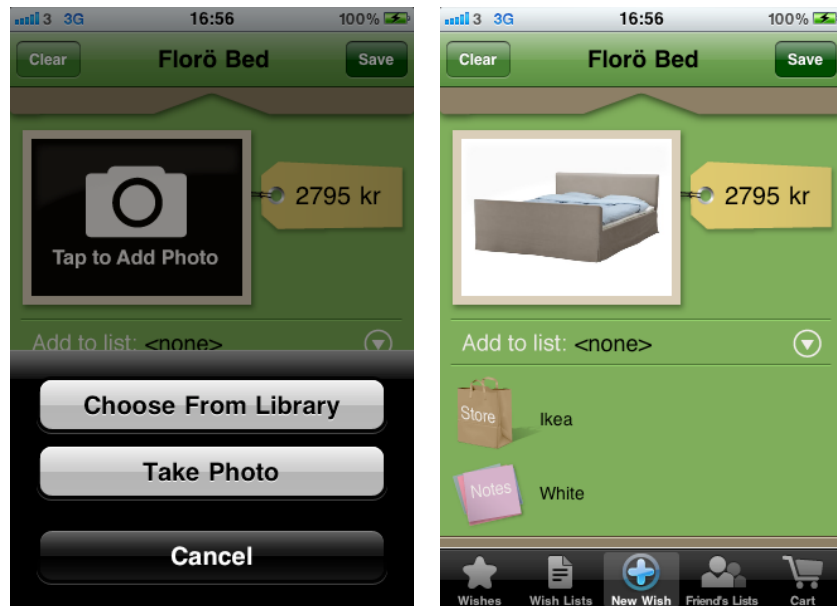 3 3G 16:56 100%
Clear Florö Bed Save
2795 kr
Tap to Add Photo
Add to list: <none>
Choose From Library
Take Photo
Cancel
3 3G 16:56 100%
Clear Florö Bed Save
2795 kr
Add to list: <none>
Store Ikea
Notes White
Wishes Wish Lists New Wish Friend's Lists Cart